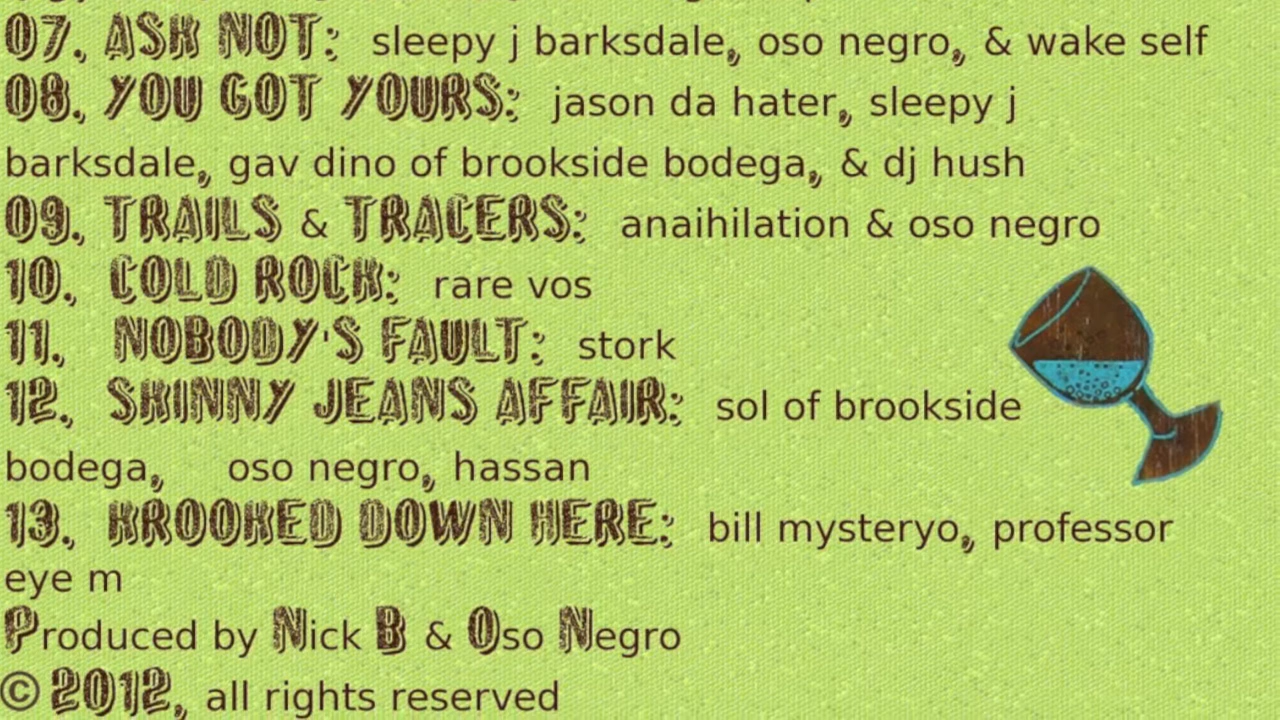 07. ASK NOT: sleepy j barksdale, oso negro, & wake self
08. YOU GOT YOURS: jason da hater, sleepy j
barksdale, gav dino of brookside bodega, & dj hush
09. TRAILS & TRACERS: anaihilation & oso negro
10. COLD ROCK: rare vos
11. NOBODY'S FAULT: stork
12. SKINNY JEANS AFFAIR: sol of brookside
bodega, oso negro, hassan
13. KROOKED DOWN HERE: bill mysteryo, professor
eye m
Produced by Nick B & Oso Negro
© 2012, all rights reserved